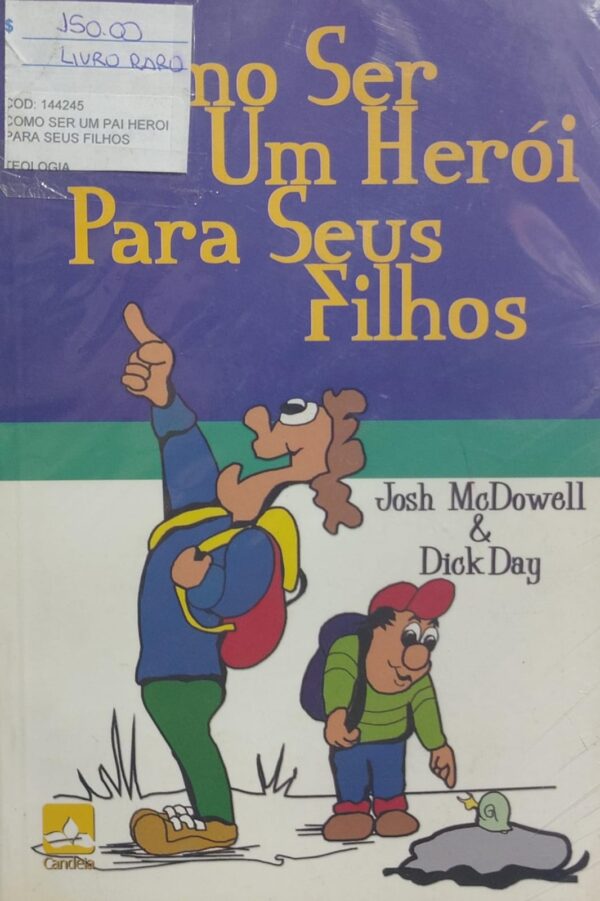 $ 150.00
LIVRO RARO
COD: 144245
COMO SER UM PAI HEROI
PARA SEUS FILHOS
TEOLOGIA
mo Ser
Um Herói
Para Seus
Filhos
Josh McDowell
&
Dick Day
Candeia